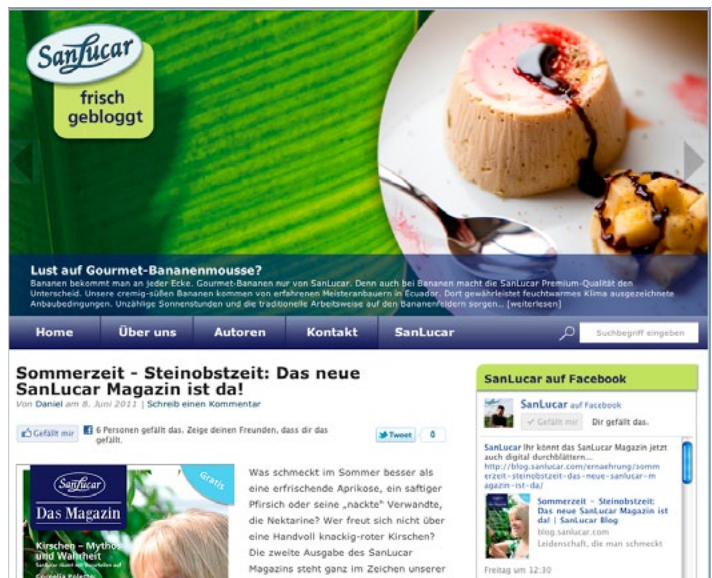 SanLucar
frisch
gebloggt
Lust auf Gourmet-Bananenmousse?
Bananen bekommt man an jeder Ecke. Gourmet-Bananen nur von SanLucar. Denn auch bei Bananen macht die SanLucar Premium-Qualität den
Unterscheid. Unsere cremig-süßen Bananen kommen von erfahrenen Meisteranbauern in Ecuador. Dort gewährleistet feuchtwarmes Klima ausgezeichnete
Anbaubedingungen. Unzählige Sonnenstunden und die traditionelle Arbeitsweise auf den Bananenfeldern sorgen... [weiterlesen]
Home Über uns Autoren Kontakt SanLucar Suchbegriff eingeben
Sommerzeit - Steinobstzeit: Das neue
SanLucar Magazin ist da!
Von Daniel am 8. Juni 2011 | Schreib einen Kommentar
Gefällt mir 6 Personen gefällt das. Zeige deinen Freunden, dass dir das
gefällt.
Tweet 0
SanLucar
Das Magazin
Gratis
Kirschen – Mythos
und Wahrheit
SanLucar räumt mit Vorurteilen auf
Cornelia Poletto:
Was schmeckt im Sommer besser als
eine erfrischende Aprikose, ein saftiger
Pfirsich oder seine „nackte" Verwandte,
die Nektarine? Wer freut sich nicht über
eine Handvoll knackig-roter Kirschen?
Die zweite Ausgabe des SanLucar
Magazins steht ganz im Zeichen unserer
SanLucar auf Facebook
SanLucar auf Facebook
Gefällt mir Dir gefällt das.
SanLucar Ihr könnt das SanLucar Magazin jetzt
auch digital durchblättern...
http://blog.sanlucar.com/ernaehrung/somm
erzeit-steinobstzeit-das-neue-sanlucar-m
agazin-ist-da/
Sommerzeit - Steinobstzeit:
Das neue SanLucar Magazin ist
da! | SanLucar Blog
blog.sanlucar.com
Leidenschaft, die man schmeckt
Freitag um 12:30